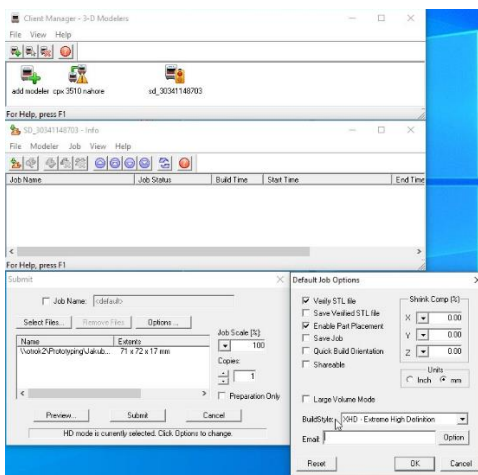 Client Manager - 3-D Modelers
File View Help
add modeler cpx 3510 nahore sd_30341148703
For Help, press F1
SD_30341148703 - Info
File Modeler Job View Help
Job Name Job Status Build Time Start Time End Time
For Help, press F1
Submit
Job Name: <default>
Select Files... Remove Files Options ...
Name Extents
\\otrok2\Prototyping\Jakub... 71 x 72 x 17 mm
Job Scale [%]:
100
Copies:
1
Preparation Only
Preview... Submit Cancel
HD mode is currently selected. Click Options to change.
Default Job Options
Verify STL file
Save Verified STL file
Enable Part Placement
Save Job
Quick Build Orientation
Shareable
Shrink Comp (%)
X 0.00
Y 0.00
Z 0.00
Units
Inch mm
Large Volume Mode
BuildStyle: XHD - Extreme High Definition
Email: Option
Reset OK Cancel